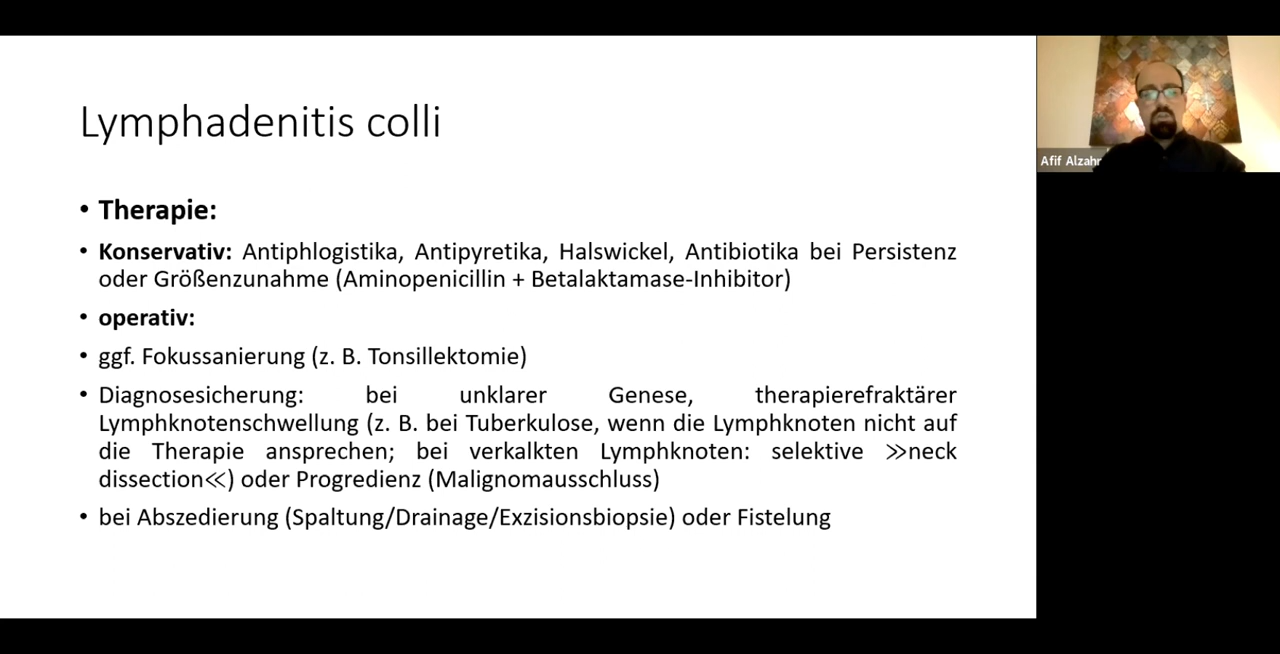 Lymphadenitis colli
• Therapie:
• Konservativ: Antiphlogistika, Antipyretika, Halswickel, Antibiotika bei Persistenz
oder Größenzunahme (Aminopenicillin + Betalaktamase-Inhibitor)
• operativ:
• ggf. Fokussanierung (z. B. Tonsillektomie)
• Diagnosesicherung: bei unklarer Genese, therapierefraktärer
Lymphknotenschwellung (z. B. bei Tuberkulose, wenn die Lymphknoten nicht auf
die Therapie ansprechen; bei verkalkten Lymphknoten: selektive ≫neck
dissection≪) oder Progredienz (Malignomausschluss)
• bei Abszedierung (Spaltung/Drainage/Exzisionsbiopsie) oder Fistelung
Afif Alzahr